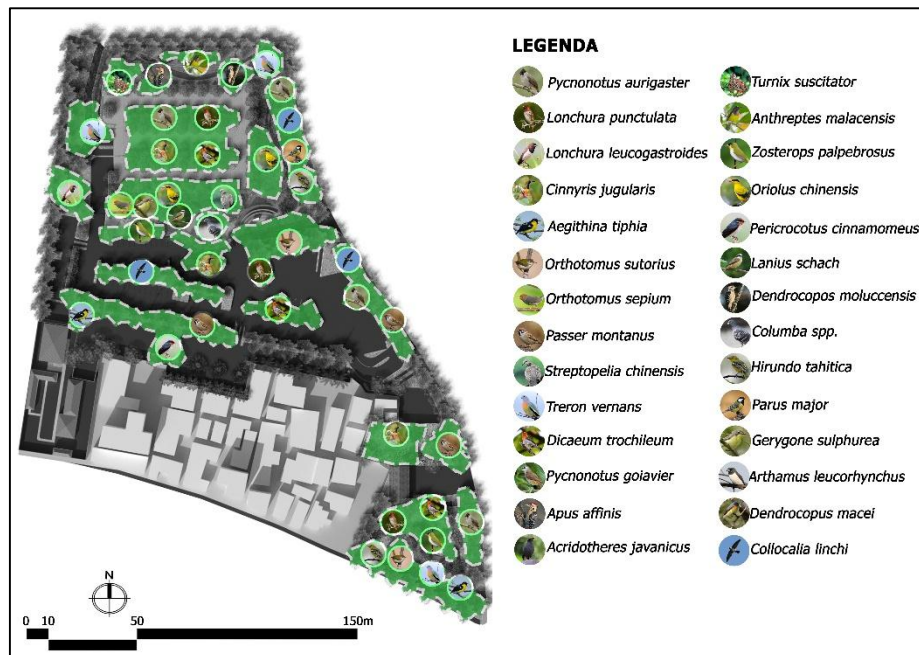 LEGENDA
Pycnonotus aurigaster
Lonchura punctulata
Lonchura leucogastroides
Cinnyris jugularis
Aegithina tiphia
Orthotomus sutorius
Orthotomus sepium
Passer montanus
Streptopelia chinensis
Treron vernans
Dicaeum trochileum
Pycnonotus goiavier
Apus affinis
Acridotheres javanicus
Turnix suscitator
Anthreptes malacensis
Zosterops palpebrosus
Oriolus chinensis
Pericrocotus cinnamomeus
Lanius schach
Dendrocopos moluccensis
Columba spp.
Hirundo tahitica
Parus major
Gerygone sulphurea
Arthamus leucorhynchus
Dendrocopus macei
Collocalia linchi
N
0 10 50 150m